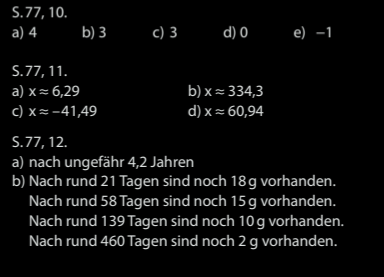 S.77, 10.
a) 4 b) 3 c) 3 d) 0 e) −1
S.77, 11.
a) x ≈ 6,29 b) x ≈ 334,3
c) x ≈ −41,49 d) x ≈ 60,94
S.77, 12.
a) nach ungefähr 4,2 Jahren
b) Nach rund 21 Tagen sind noch 18 g vorhanden.
Nach rund 58 Tagen sind noch 15 g vorhanden.
Nach rund 139 Tagen sind noch 10 g vorhanden.
Nach rund 460 Tagen sind noch 2 g vorhanden.